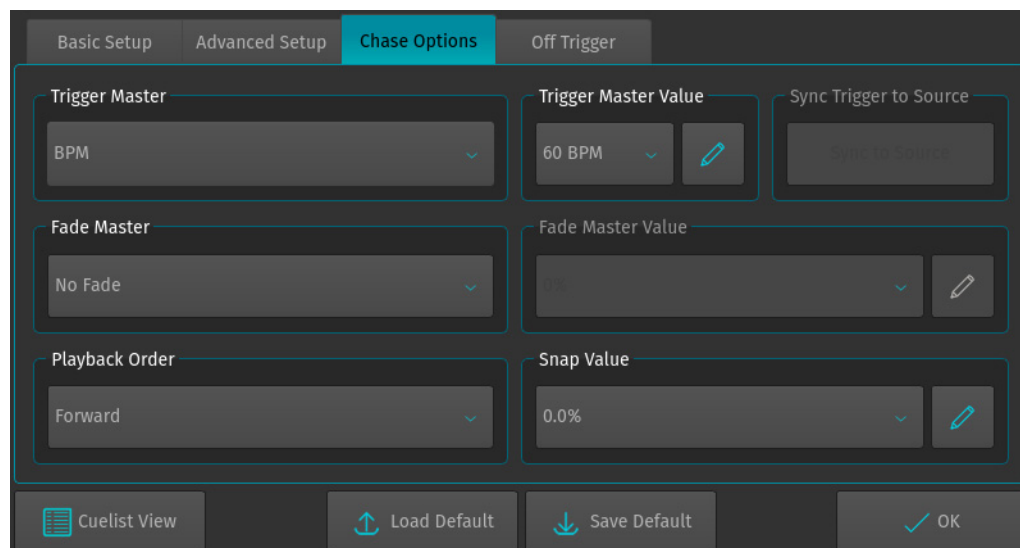 Basic Setup
Advanced Setup
Chase Options
Off Trigger
Trigger Master
Trigger Master Value
Sync Trigger to Source
BPM
60 BPM
Sync to Source
Fade Master
Fade Master Value
No Fade
0%
Playback Order
Snap Value
Forward
0.0%
Cuelist View
Load Default
Save Default
OK